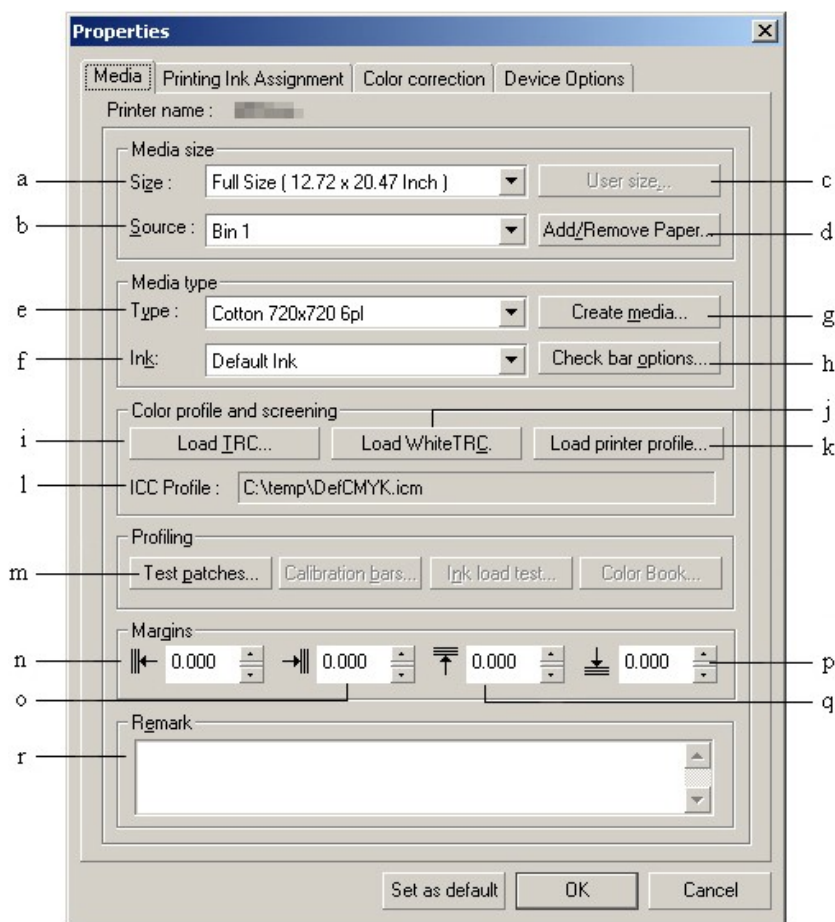 Properties
Media Printing Ink Assignment Color correction Device Options
Printer name :
Media size
a Size : Full Size ( 12.72 x 20.47 Inch ) User size... c
b Source : Bin 1 Add/Remove Paper... d
Media type
e Type : Cotton 720x720 6pl Create media... g
f Ink: Default Ink Check bar options... h
Color profile and screening j
i Load TRC... Load WhiteTRC. Load printer profile... k
l ICC Profile : C:\temp\DefCMYK.icm
Profiling
m Test patches... Calibration bars... Ink load test... Color Book...
Margins
n 0.000 0.000 0.000 0.000 p
o q
Remark
r
Set as default OK Cancel